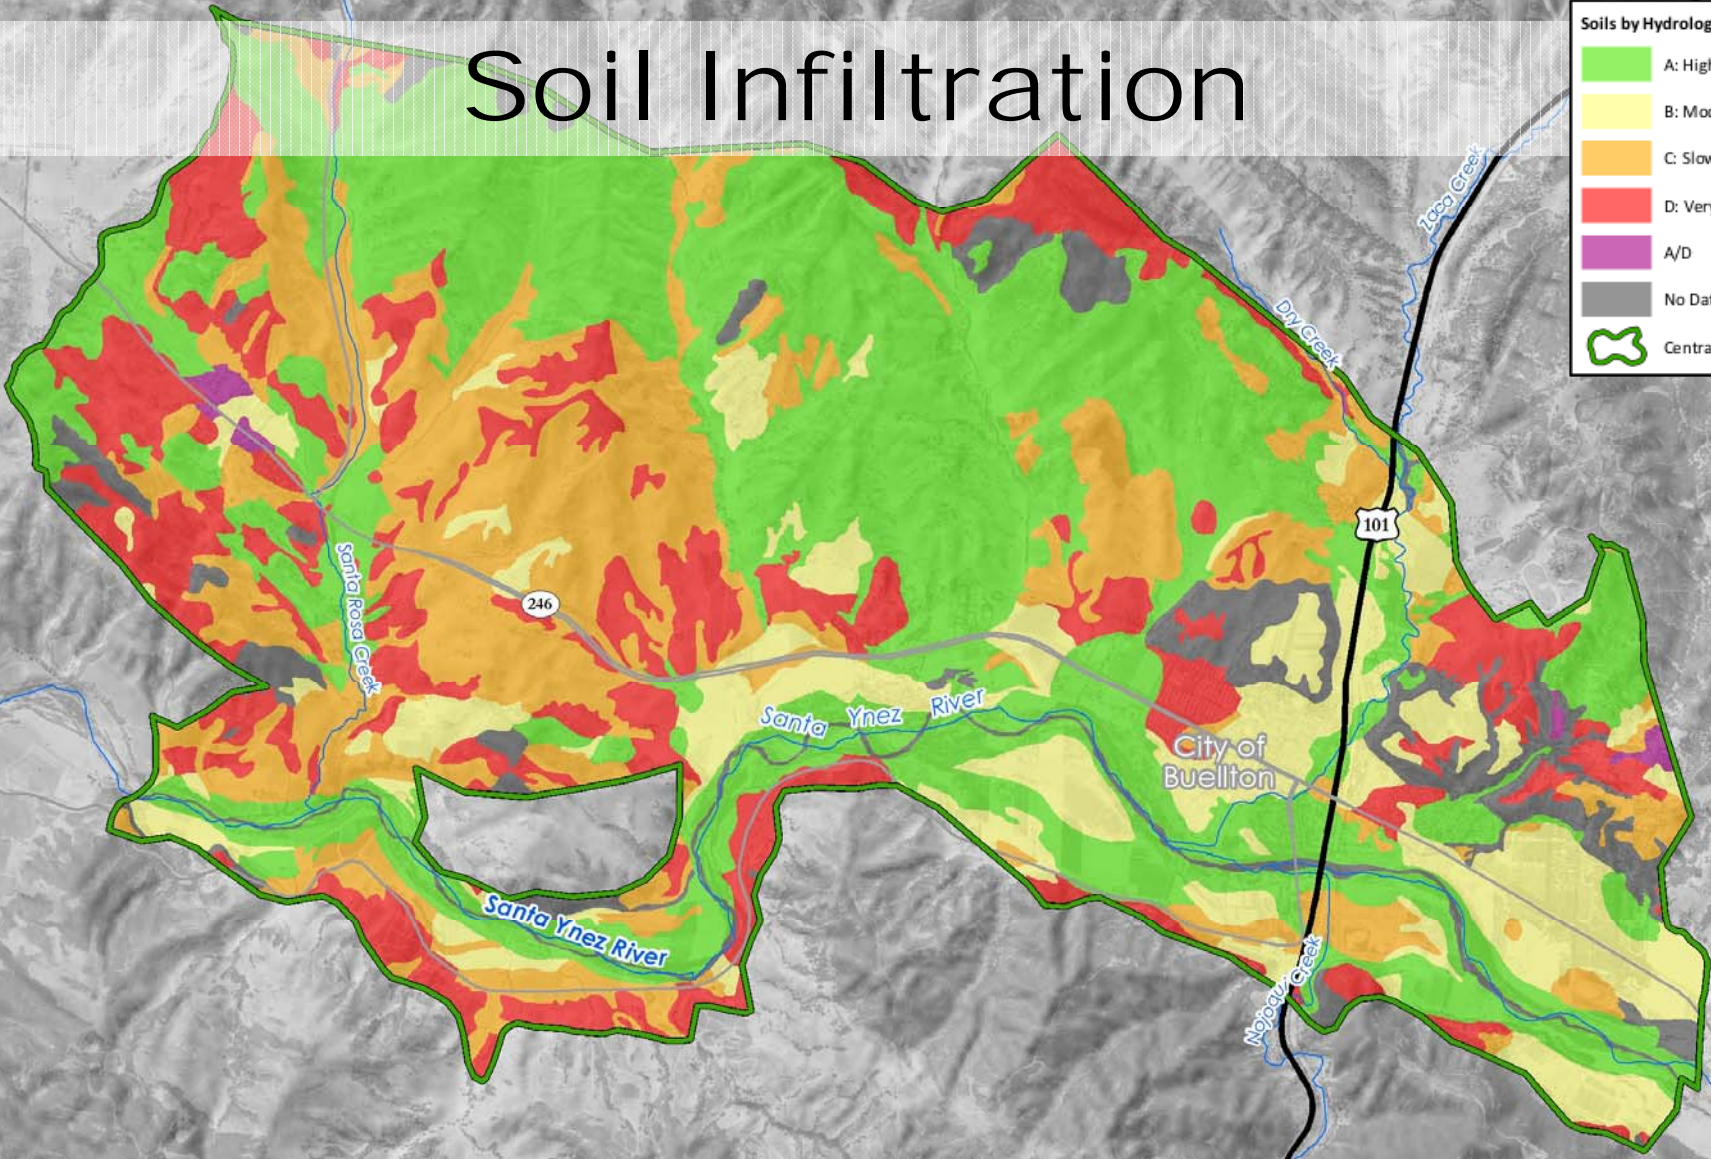 Soil Infiltration
Soils by Hydrolog
A: High
B: Mod
C: Slow
D: Very
A/D
No Dat
Centra
Zaca Creek
Dry Creek
101
Santa Rosa Creek
246
Santa Ynez River
City of
Buellton
Santa Ynez River
Nojoqui Creek